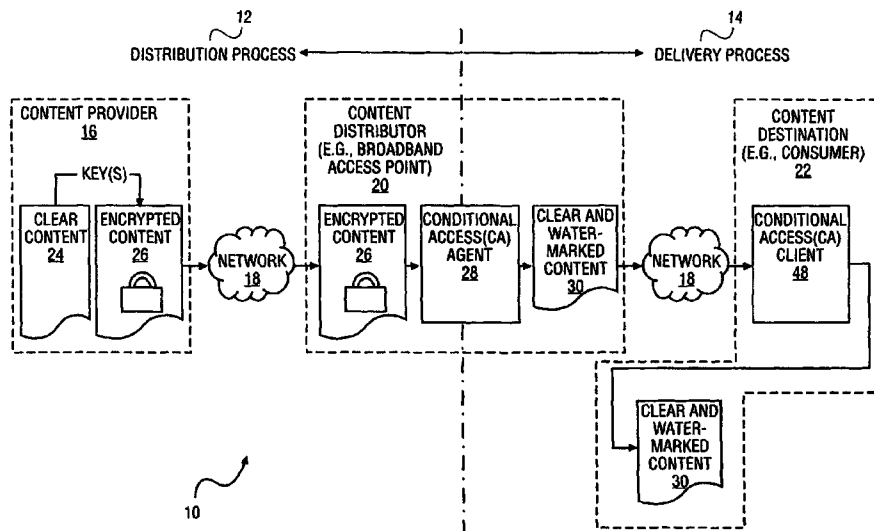 12
DISTRIBUTION PROCESS
14
DELIVERY PROCESS
CONTENT PROVIDER
16
KEY(S)
CLEAR
CONTENT
24
ENCRYPTED
CONTENT
26
NETWORK
18
CONTENT
DISTRIBUTOR
(E.G., BROADBAND
ACCESS POINT)
20
ENCRYPTED
CONTENT
26
CONDITIONAL
ACCESS(CA)
AGENT
28
CLEAR AND
WATER-
MARKED
CONTENT
30
NETWORK
18
CONTENT
DESTINATION
(E.G., CONSUMER)
22
CONDITIONAL
ACCESS(CA)
CLIENT
48
CLEAR AND
WATER-
MARKED
CONTENT
30
10